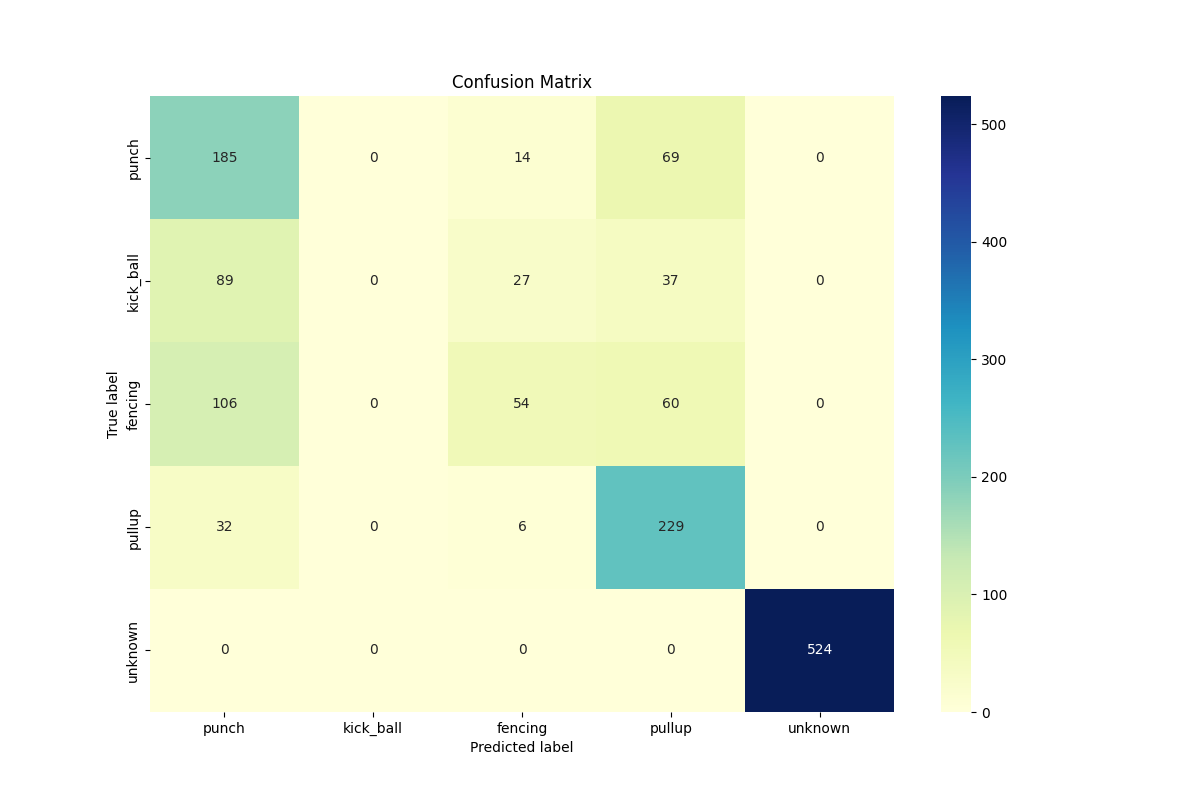 Confusion Matrix
True label
punch
185 0 14 69 0
kick_ball
89 0 27 37 0
fencing
106 0 54 60 0
pullup
32 0 6 229 0
unknown
0 0 0 0 524
punch kick_ball fencing pullup unknown
Predicted label
500
400
300
200
100
0